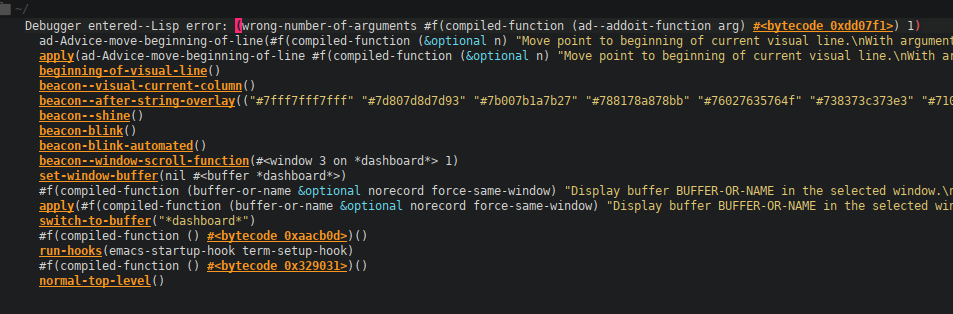 ~/
Debugger entered--Lisp error: (wrong-number-of-arguments #f(compiled-function (ad--addoit-function arg) #<bytecode 0xdd07f1>) 1)
ad-Advice-move-beginning-of-line(#f(compiled-function (&optional n) "Move point to beginning of current visual line.\nWith argument
apply(ad-Advice-move-beginning-of-line #f(compiled-function (&optional n) "Move point to beginning of current visual line.\nWith ar
beginning-of-visual-line()
beacon--visual-current-column()
beacon--after-string-overlay(("#7fff7fff7fff" "#7d807d8d7d93" "#7b007b1a7b27" "#788178a878bb" "#76027635764f" "#738373c373e3" "#710
beacon--shine()
beacon-blink()
beacon-blink-automated()
beacon--window-scroll-function(#<window 3 on *dashboard*> 1)
set-window-buffer(nil #<buffer *dashboard*>)
#f(compiled-function (buffer-or-name &optional norecord force-same-window) "Display buffer BUFFER-OR-NAME in the selected window.\n
apply(#f(compiled-function (buffer-or-name &optional norecord force-same-window) "Display buffer BUFFER-OR-NAME in the selected win
switch-to-buffer("*dashboard*")
#f(compiled-function () #<bytecode 0xaacb0d>)()
run-hooks(emacs-startup-hook term-setup-hook)
#f(compiled-function () #<bytecode 0x329031>)()
normal-top-level()